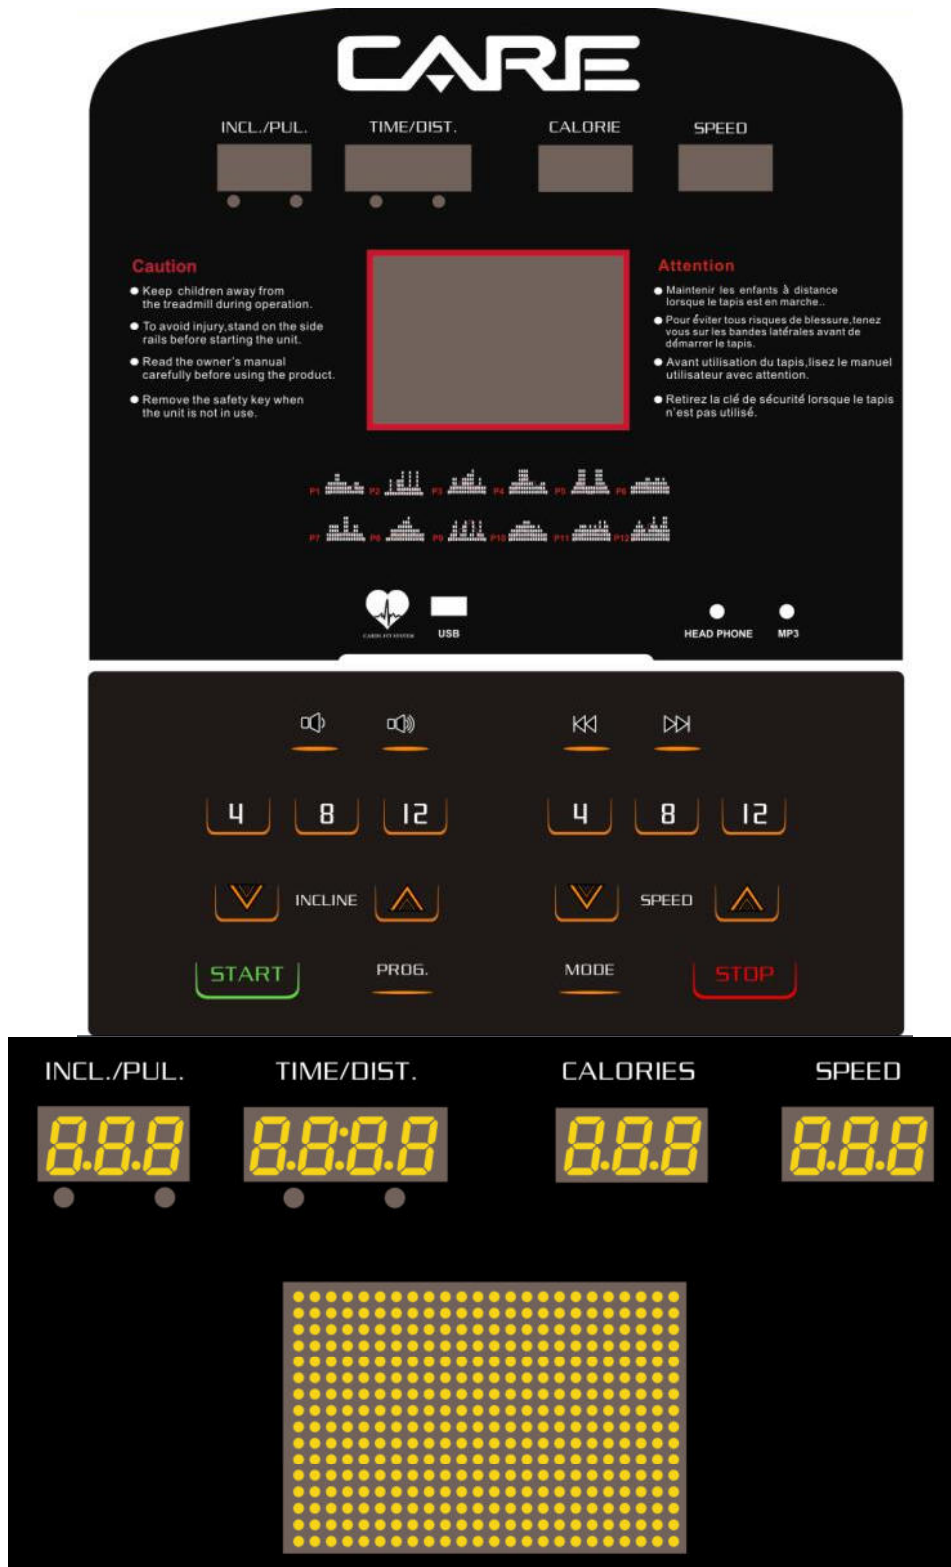 CARE
INCL./PUL. TIME/DIST. CALORIE SPEED
Caution
Keep children away from
the treadmill during operation.
To avoid injury,stand on the side
rails before starting the unit.
Read the owner's manual
carefully before using the product.
Remove the safety key when
the unit is not in use.
Attention
Maintenir les enfants à distance
lorsque le tapis est en marche..
Pour éviter tous risques de blessure,tenez
vous sur les bandes latérales avant de
démarrer le tapis.
Avant utilisation du tapis,lisez le manuel
utilisateur avec attention.
Retirez la clé de sécurité lorsque le tapis
n'est pas utilisé.
P1 P2 P3 P4 P5 P6
P7 P8 P9 P10 P11 P12
CARDIO FIT SYSTEM
USB
HEAD PHONE MP3
4 8 12 4 8 12
INCLINE SPEED
START PROG. MODE STOP
INCL./PUL. TIME/DIST. CALORIES SPEED
8.8.8 8.8:8.8 8.8.8 8.8.8